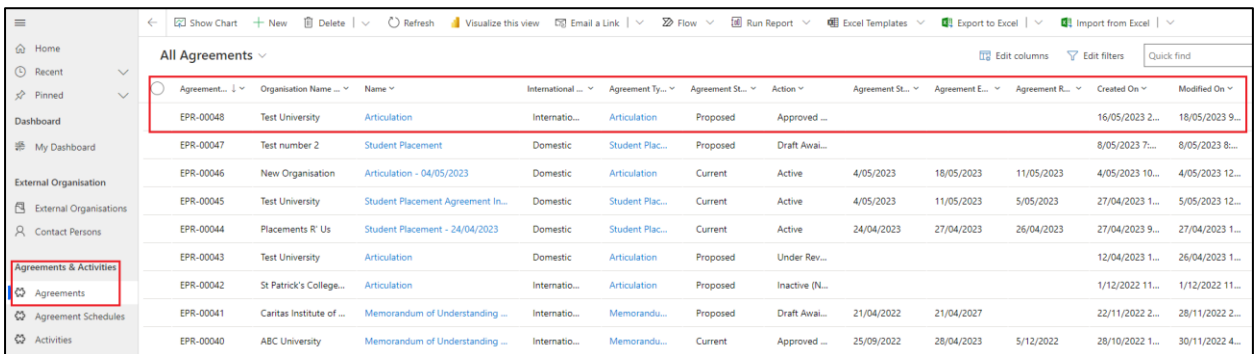 Show Chart New Delete Refresh Visualize this view Email a Link Flow Run Report Excel Templates Export to Excel Import from Excel
Home
Recent
Pinned
Dashboard
My Dashboard
External Organisation
External Organisations
Contact Persons
Agreements & Activities
Agreements
Agreement Schedules
Activities
All Agreements Edit columns Edit filters Quick find
Agreement... Organisation Name ... Name International ... Agreement Ty... Agreement St... Action Agreement St... Agreement E... Agreement R... Created On Modified On
EPR-00048 Test University Articulation Internatio... Articulation Proposed Approved ... 16/05/2023 2... 18/05/2023 9...
EPR-00047 Test number 2 Student Placement Domestic Student Plac... Proposed Draft Awai... 8/05/2023 7:... 8/05/2023 8:...
EPR-00046 New Organisation Articulation - 04/05/2023 Domestic Articulation Current Active 4/05/2023 18/05/2023 11/05/2023 4/05/2023 10... 4/05/2023 12...
EPR-00045 Test University Student Placement Agreement In... Domestic Student Plac... Current Active 4/05/2023 11/05/2023 5/05/2023 27/04/2023 1... 5/05/2023 12...
EPR-00044 Placements R' Us Student Placement - 24/04/2023 Domestic Student Plac... Current Active 24/04/2023 27/04/2023 26/04/2023 27/04/2023 9... 27/04/2023 1...
EPR-00043 Test University Articulation Domestic Articulation Proposed Under Rev... 12/04/2023 1... 26/04/2023 1...
EPR-00042 St Patrick's College... Articulation Internatio... Articulation Proposed Inactive (N... 1/12/2022 11... 1/12/2022 11...
EPR-00041 Caritas Institute of ... Memorandum of Understanding ... Internatio... Memorandu... Proposed Draft Awai... 21/04/2022 21/04/2027 22/11/2022 2... 28/11/2022 2...
EPR-00040 ABC University Memorandum of Understanding ... Internatio... Memorandu... Current Approved ... 25/09/2022 28/04/2023 5/12/2022 28/10/2022 1... 30/11/2022 4...